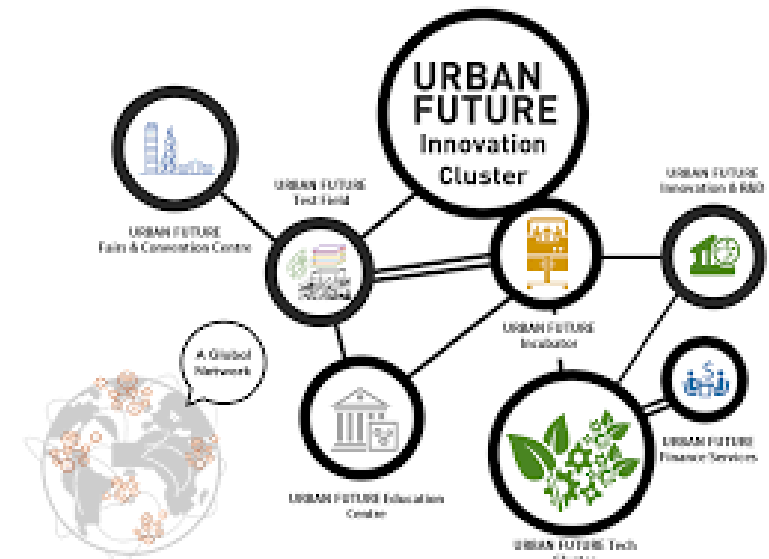 URBAN
FUTURE
Innovation
Cluster
URBAN FUTURE
Innovation & R&D
URBAN FUTURE
Test Field
URBAN FUTURE
Fairs & Convention Centre
URBAN FUTURE
Incubator
A Global
Network
URBAN FUTURE
Finance Services
URBAN FUTURE Education
Centre
URBAN FUTURE Tech